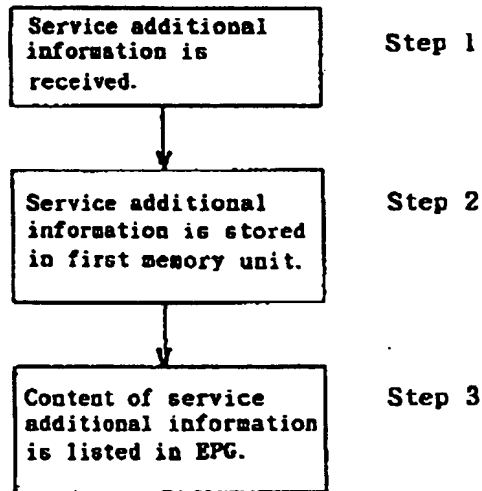 Service additional
information is
received.
Step 1
Service additional
information is stored
in first memory unit.
Step 2
Content of service
additional information
is listed in EPG.
Step 3